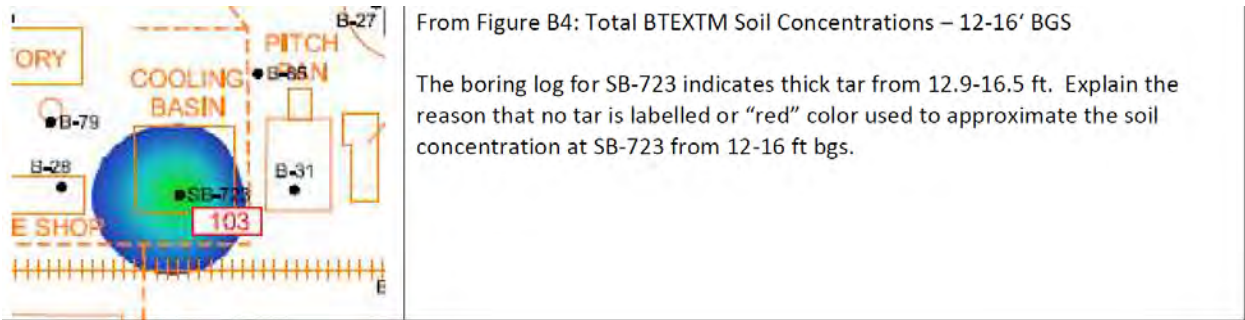 B-27
ORY
PITCH
PAN
COOLING
BASIN
B-79
B-28
B-31
SB-723
103
E SHOP
From Figure B4: Total BTEXTM Soil Concentrations – 12-16’ BGS
The boring log for SB-723 indicates thick tar from 12.9-16.5 ft. Explain the
reason that no tar is labelled or “red” color used to approximate the soil
concentration at SB-723 from 12-16 ft bgs.